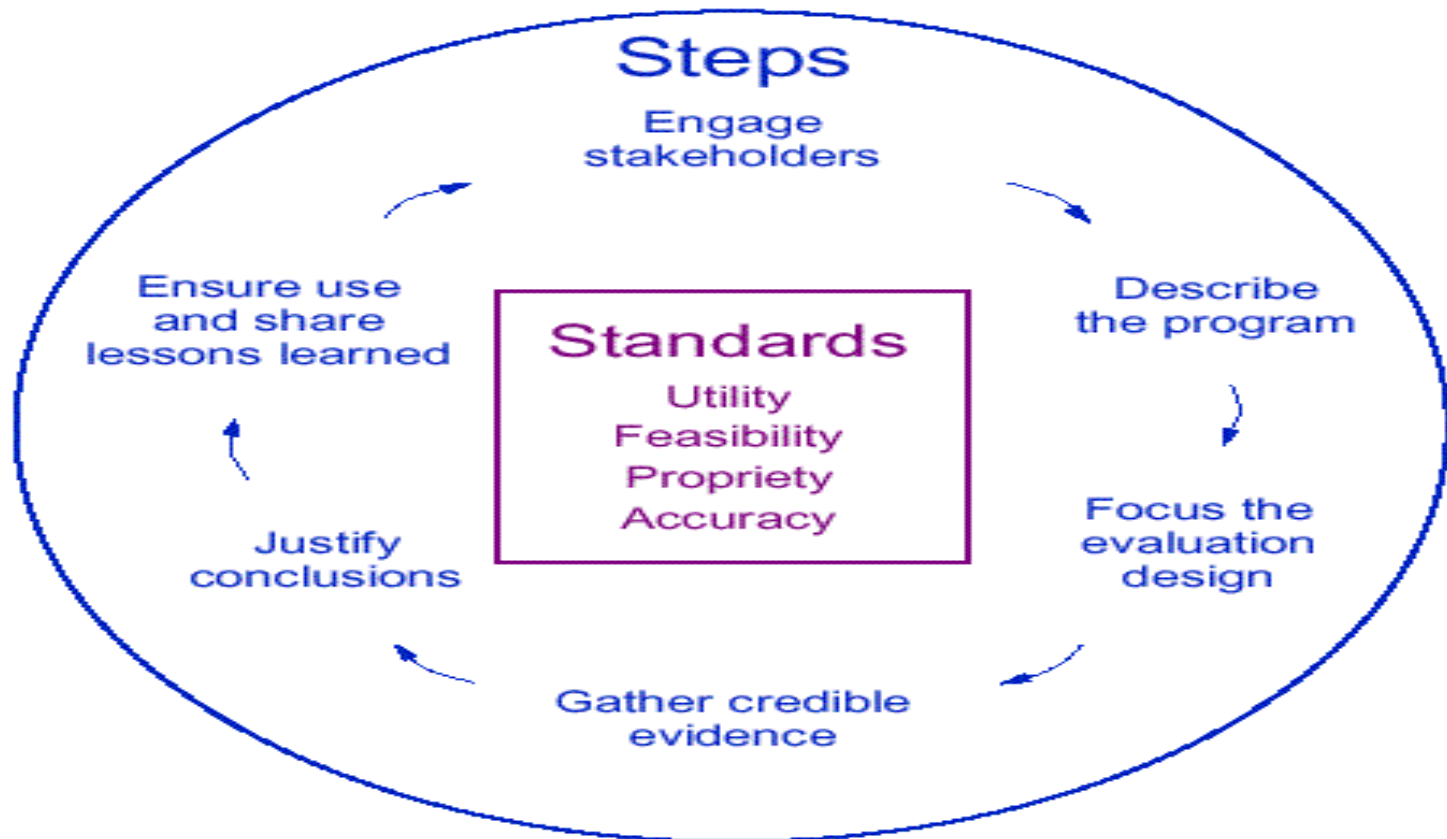 Steps
Engage
stakeholders
Describe
the program
Focus the
evaluation
design
Gather credible
evidence
Justify
conclusions
Ensure use
and share
lessons learned
Standards
Utility
Feasibility
Propriety
Accuracy